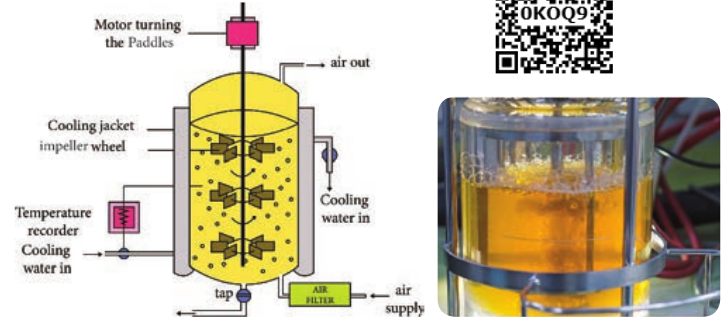 0KOQ9
Motor turning
the Paddles
air out
Cooling jacket
impeller wheel
Cooling
water in
Temperature
recorder
Cooling
water in
tap
AIR
FILTER
air
supply